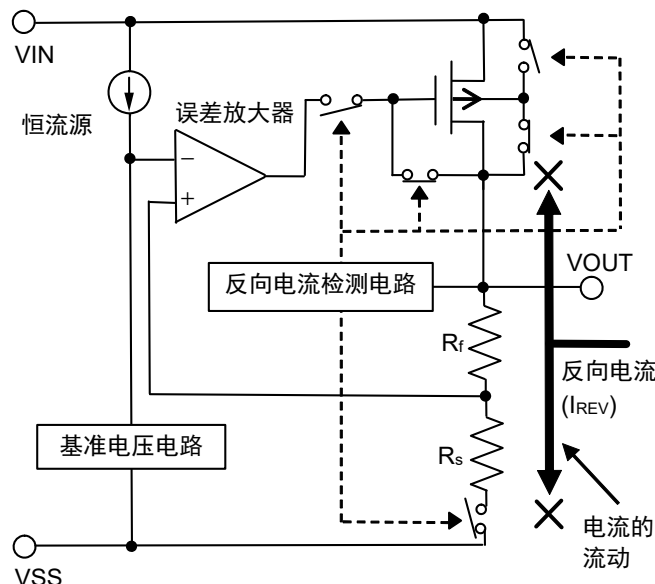 VIN
恒流源
误差放大器
−
+
VOUT
反向电流检测电路
Rf
反向电流
(IREV)
基准电压电路
Rs
电流的
流动
VSS